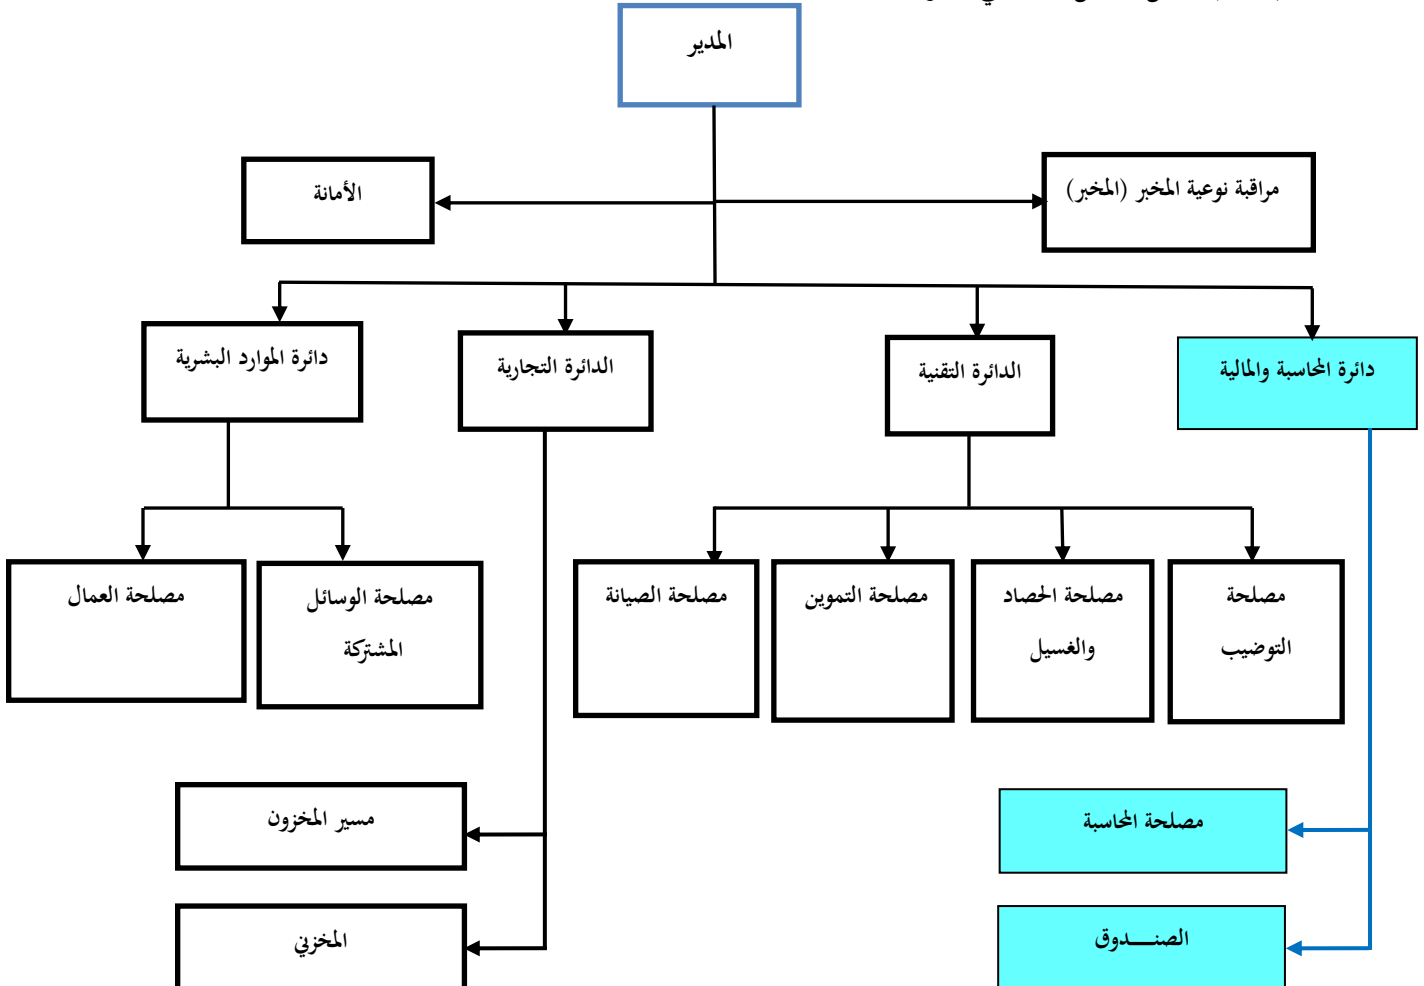 المدير
مراقبة نوعية المخبر (المخبر)
الأمانة
دائرة المحاسبة والمالية
الدائرة التقنية
الدائرة التجارية
دائرة الموارد البشرية
مصلحة
التوضيب
مصلحة الحصاد
والغسيل
مصلحة التموين
مصلحة الصيانة
مصلحة الوسائل
المشتركة
مصلحة العمال
مصلحة المحاسبة
مسير المخزون
الصنـــدوق
المخزني